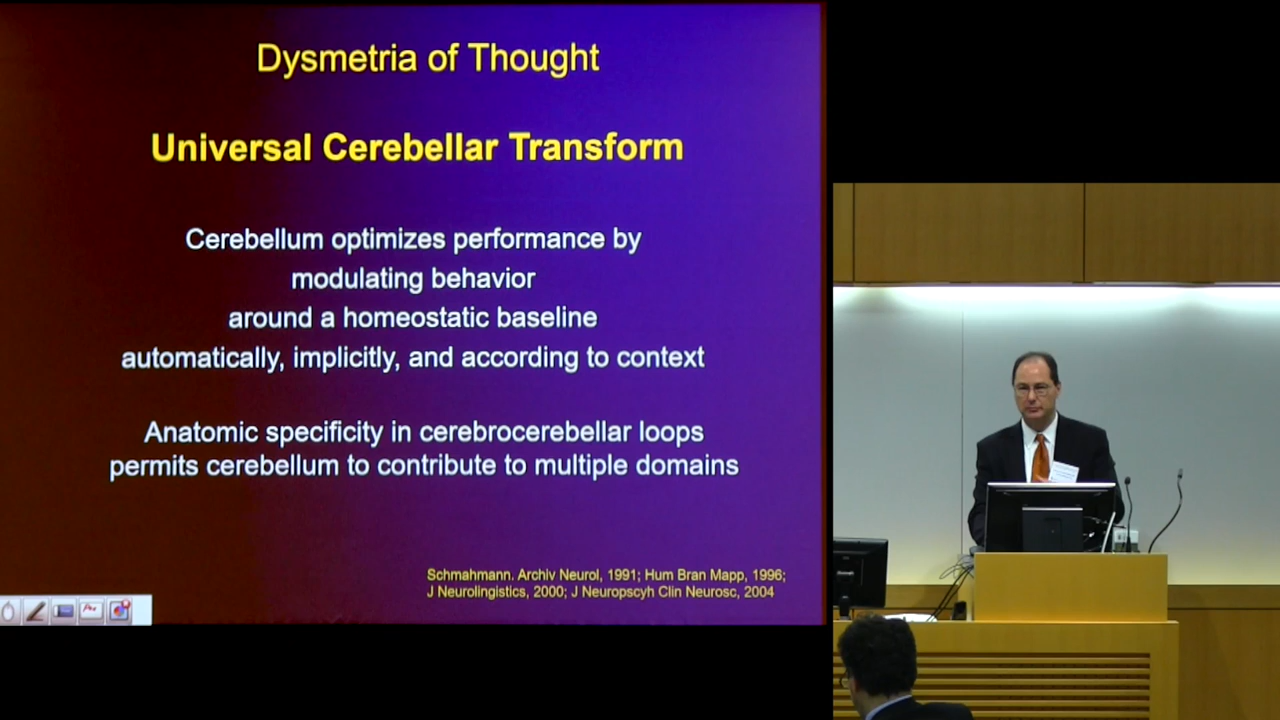 Dysmetria of Thought
Universal Cerebellar Transform
Cerebellum optimizes performance by
modulating behavior
around a homeostatic baseline
automatically, implicitly, and according to context
Anatomic specificity in cerebrocerebellar loops
permits cerebellum to contribute to multiple domains
Schmahmann. Archiv Neurol, 1991; Hum Bran Mapp, 1996;
J Neurolingistics, 2000; J Neuropscyh Clin Neurosc, 2004